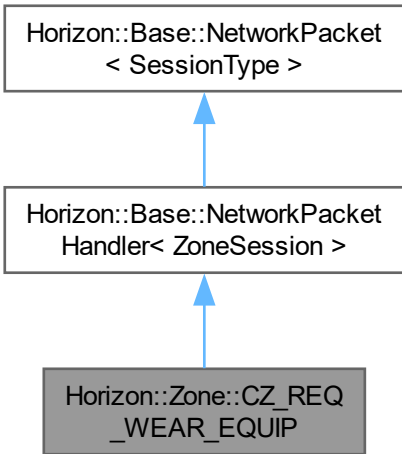 Horizon::Base::NetworkPacket
< SessionType >
Horizon::Base::NetworkPacket
Handler< ZoneSession >
Horizon::Zone::CZ_REQ
_WEAR_EQUIP